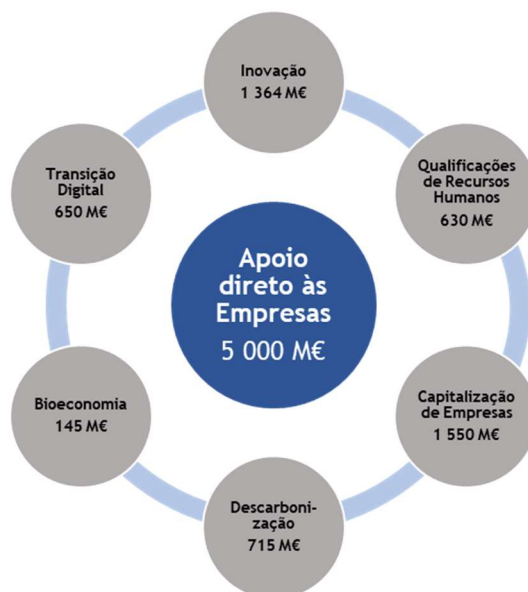 Inovação
1 364 M€
Qualificações
de Recursos
Humanos
630 M€
Capitalização
de Empresas
1 550 M€
Descarboni-
zação
715 M€
Bioeconomia
145 M€
Transição
Digital
650 M€
Apoio
direto às
Empresas
5 000 M€